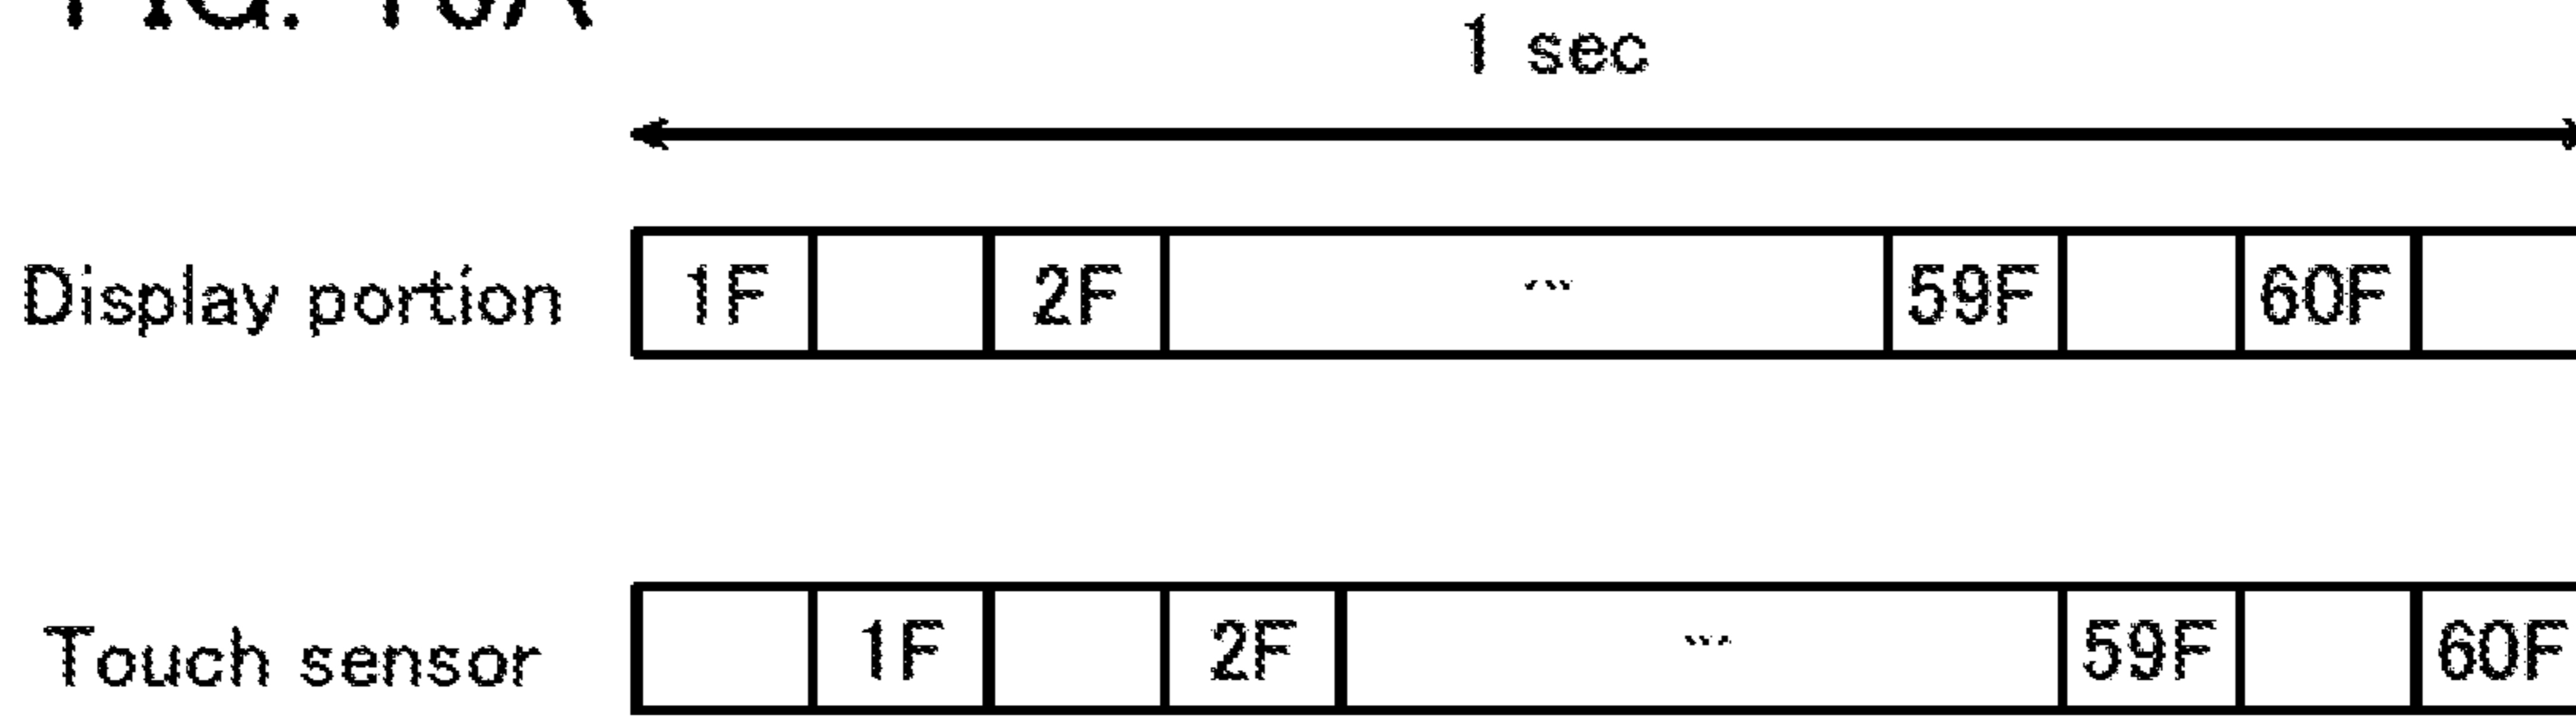 1 sec
Display portion 1F 2F ... 59F 60F
Touch sensor 1F 2F ... 59F 60F